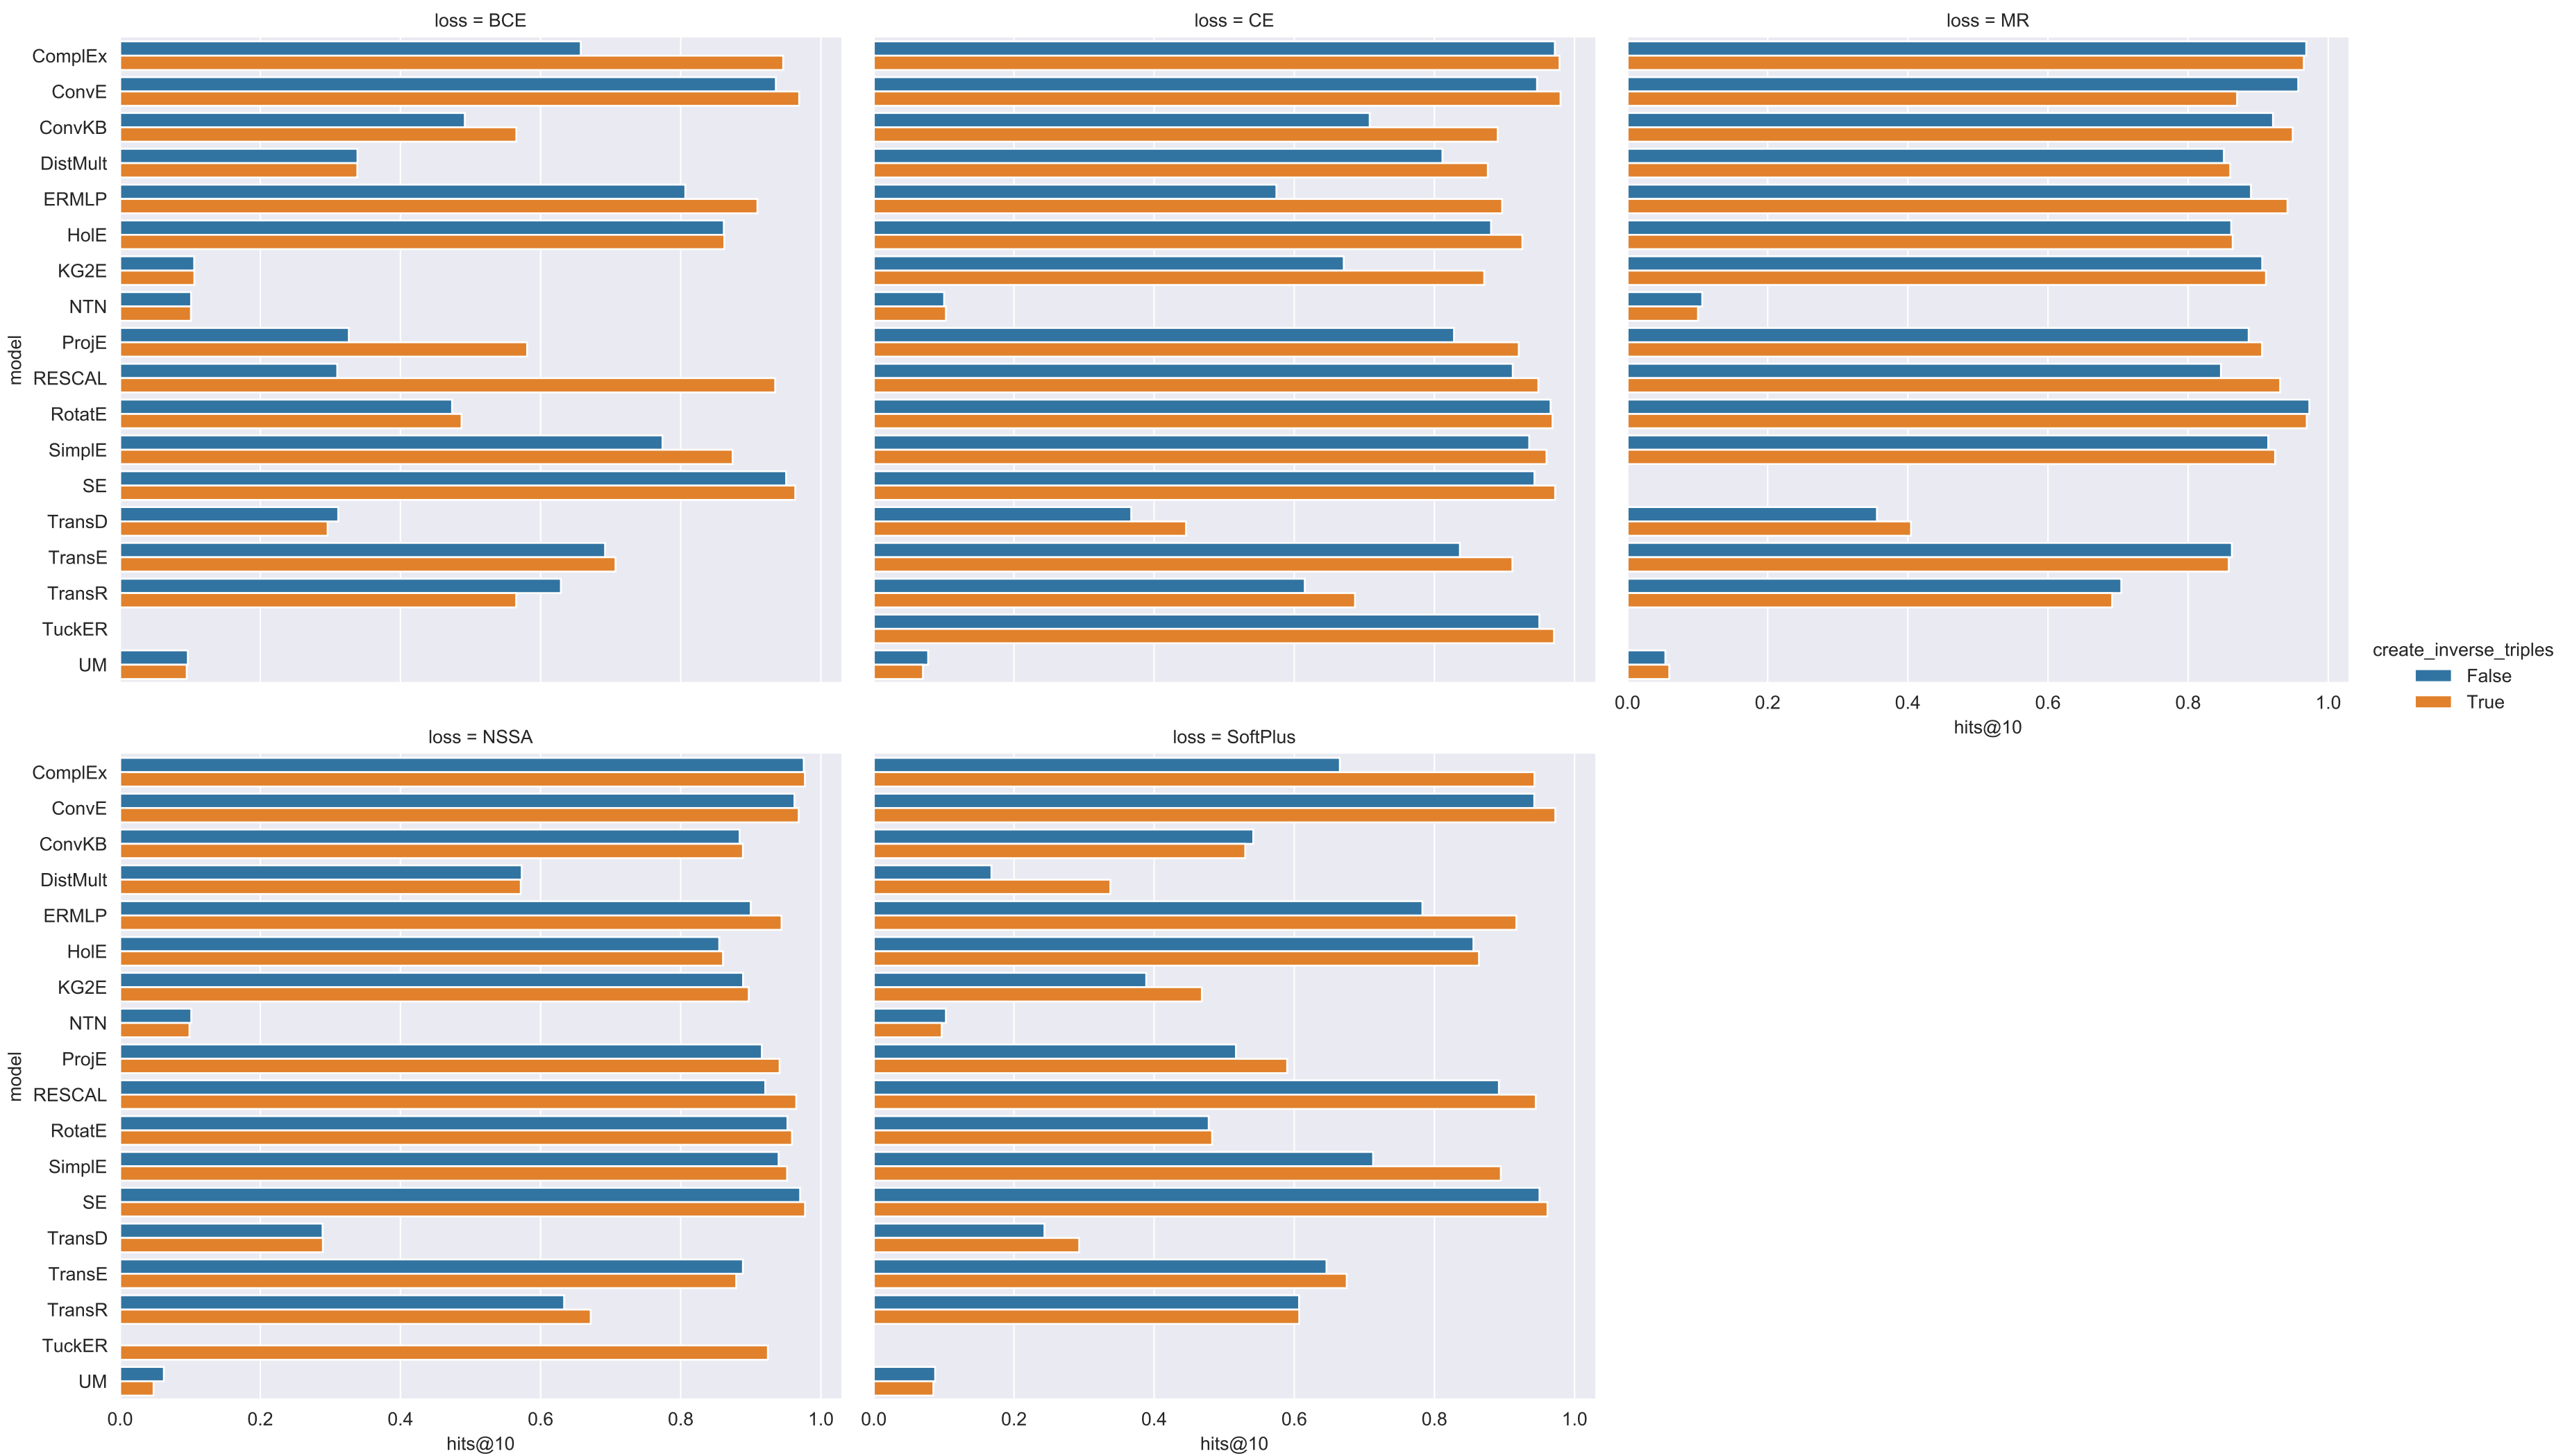 loss = BCE
loss = CE
loss = MR
model
ComplEx
ConvE
ConvKB
DistMult
ERMLP
HolE
KG2E
NTN
ProjE
RESCAL
RotatE
SimplE
SE
TransD
TransE
TransR
TuckER
UM
0.0 0.2 0.4 0.6 0.8 1.0
hits@10
create_inverse_triples
False
True
loss = NSSA
loss = SoftPlus
model
ComplEx
ConvE
ConvKB
DistMult
ERMLP
HolE
KG2E
NTN
ProjE
RESCAL
RotatE
SimplE
SE
TransD
TransE
TransR
TuckER
UM
0.0 0.2 0.4 0.6 0.8 1.0
hits@10
0.0 0.2 0.4 0.6 0.8 1.0
hits@10